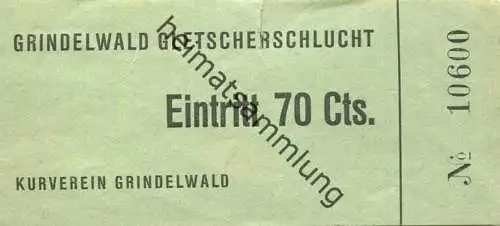 GRINDELWALD GLETSCHERSCHLUCHT
Eintritt 70 Cts.
KURVEREIN GRINDELWALD
№ 10600
heimatsammlung